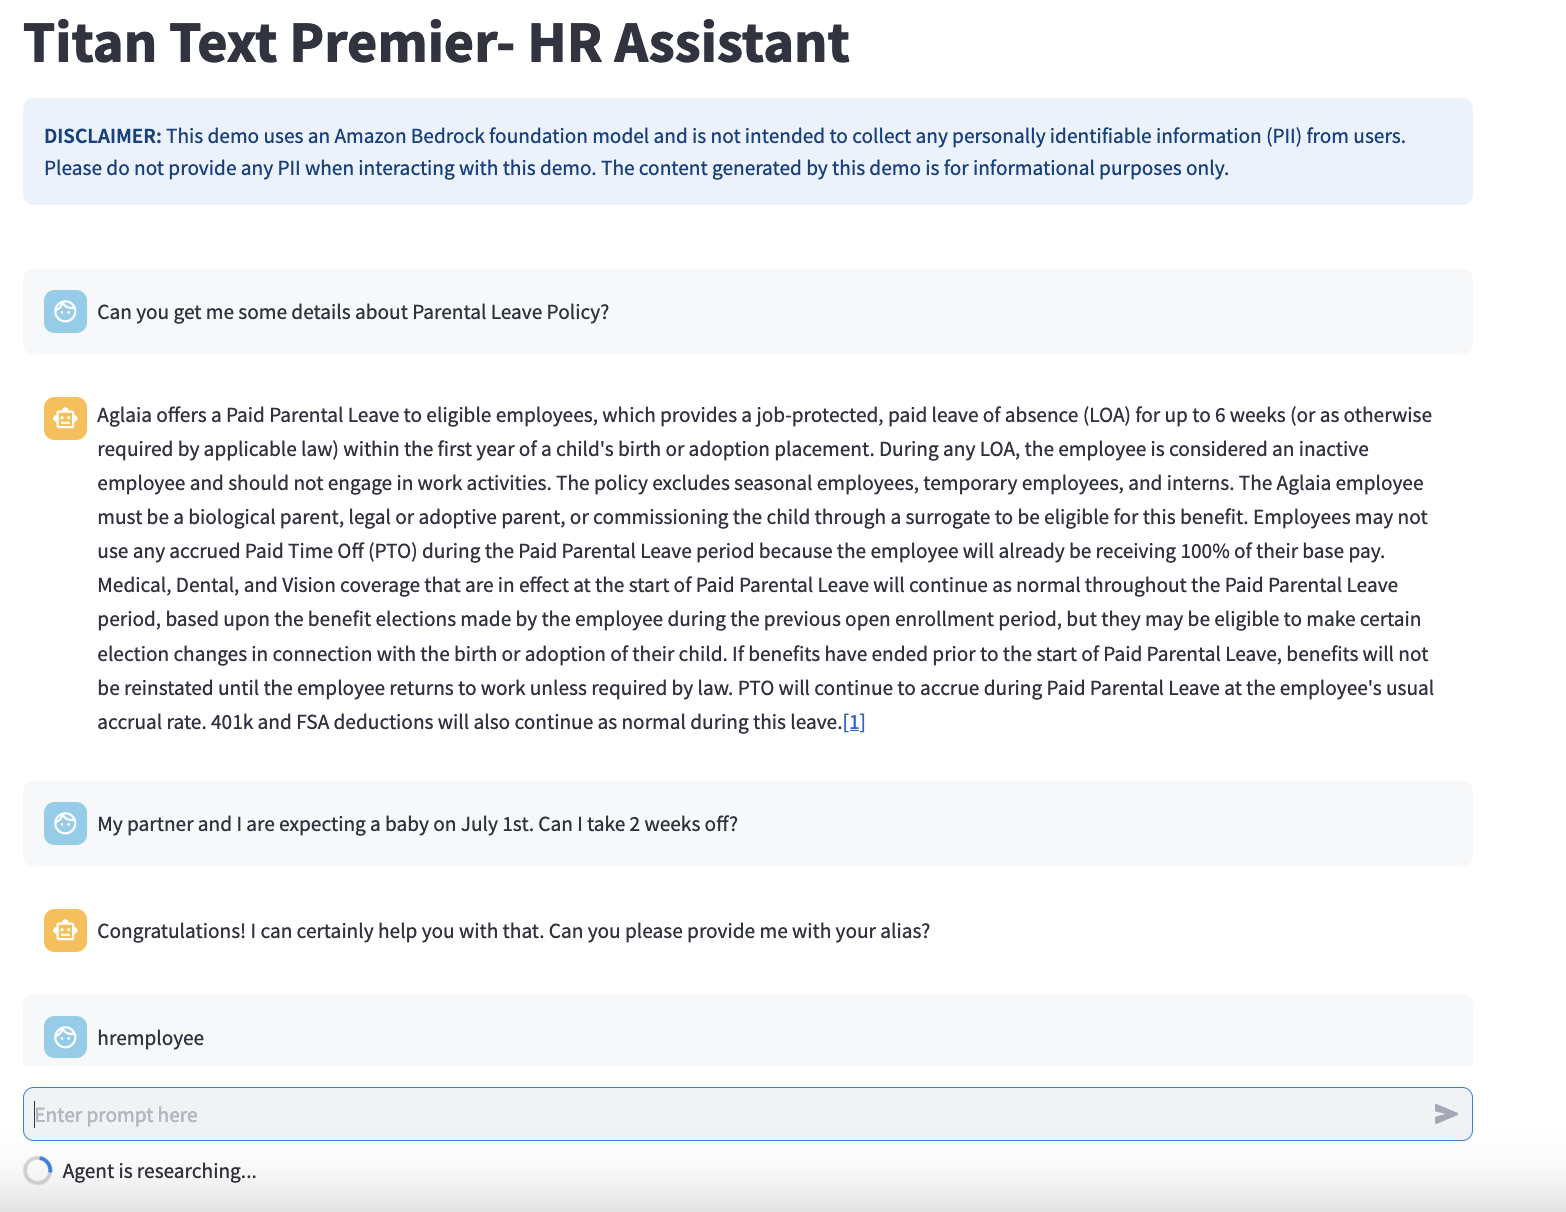 Titan Text Premier- HR Assistant
DISCLAIMER: This demo uses an Amazon Bedrock foundation model and is not intended to collect any personally identifiable information (PII) from users.
Please do not provide any PII when interacting with this demo. The content generated by this demo is for informational purposes only.
Can you get me some details about Parental Leave Policy?
Aglaia offers a Paid Parental Leave to eligible employees, which provides a job-protected, paid leave of absence (LOA) for up to 6 weeks (or as otherwise
required by applicable law) within the first year of a child's birth or adoption placement. During any LOA, the employee is considered an inactive
employee and should not engage in work activities. The policy excludes seasonal employees, temporary employees, and interns. The Aglaia employee
must be a biological parent, legal or adoptive parent, or commissioning the child through a surrogate to be eligible for this benefit. Employees may not
use any accrued Paid Time Off (PTO) during the Paid Parental Leave period because the employee will already be receiving 100% of their base pay.
Medical, Dental, and Vision coverage that are in effect at the start of Paid Parental Leave will continue as normal throughout the Paid Parental Leave
period, based upon the benefit elections made by the employee during the previous open enrollment period, but they may be eligible to make certain
election changes in connection with the birth or adoption of their child. If benefits have ended prior to the start of Paid Parental Leave, benefits will not
be reinstated until the employee returns to work unless required by law. PTO will continue to accrue during Paid Parental Leave at the employee's usual
accrual rate. 401k and FSA deductions will also continue as normal during this leave.[1]
My partner and I are expecting a baby on July 1st. Can I take 2 weeks off?
Congratulations! I can certainly help you with that. Can you please provide me with your alias?
hremployee
Enter prompt here
Agent is researching...